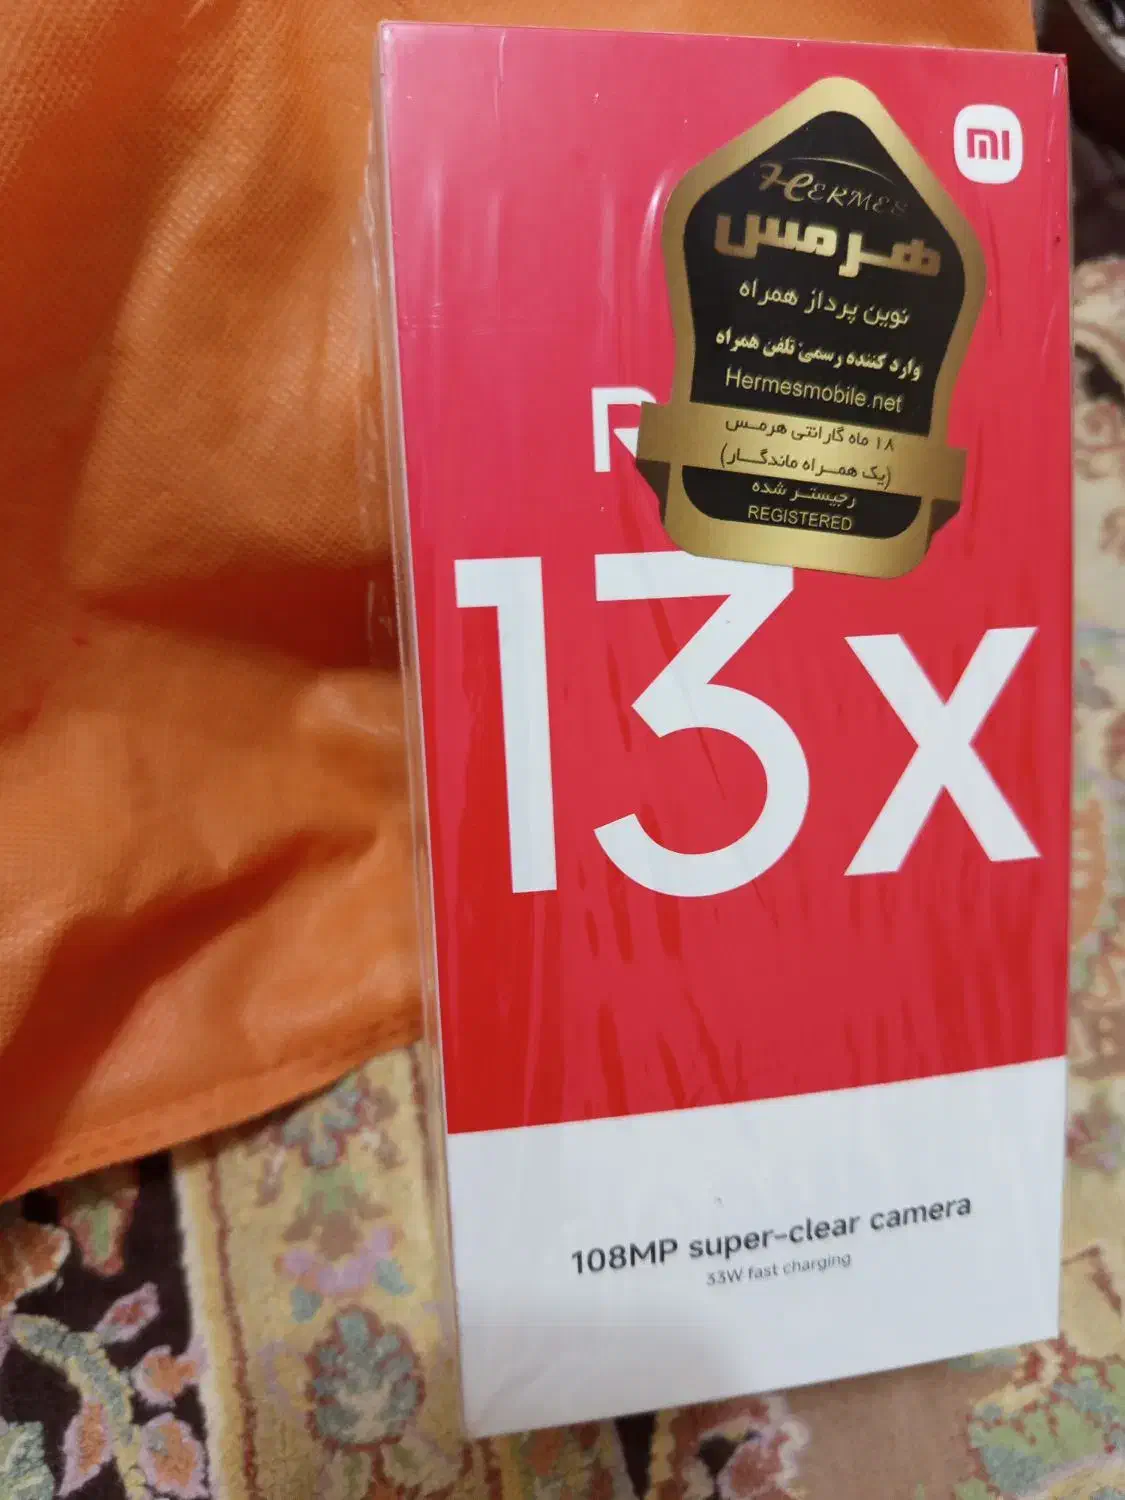 mi
HERMES
هرمس
نوین پرداز همراه
وارد کننده رسمی تلفن همراه
Hermesmobile.net
۱۸ ماه گارانتی هرمس
(یک همراه ماندگار)
رجیستر شده
REGISTERED
R
13x
108MP super-clear camera
33W fast charging